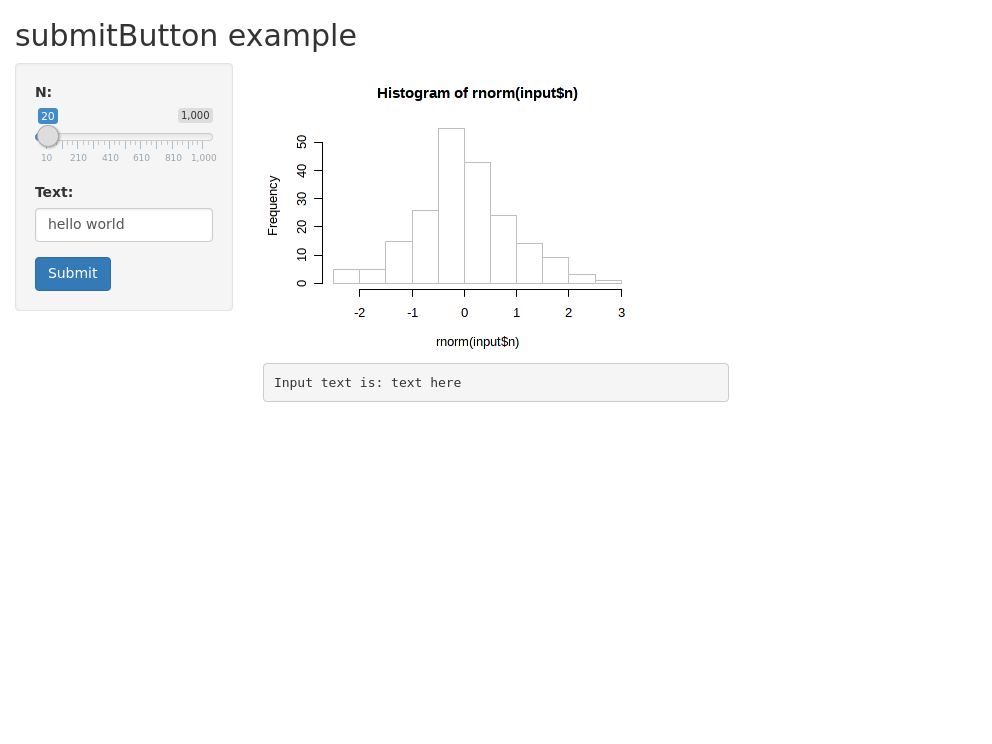 submitButton example
N:
20 1,000
10 210 410 610 810 1,000
Text:
hello world
Submit
Histogram of rnorm(input$n)
Frequency
0 10 20 30 40 50
-2 -1 0 1 2 3
rnorm(input$n)
Input text is: text here